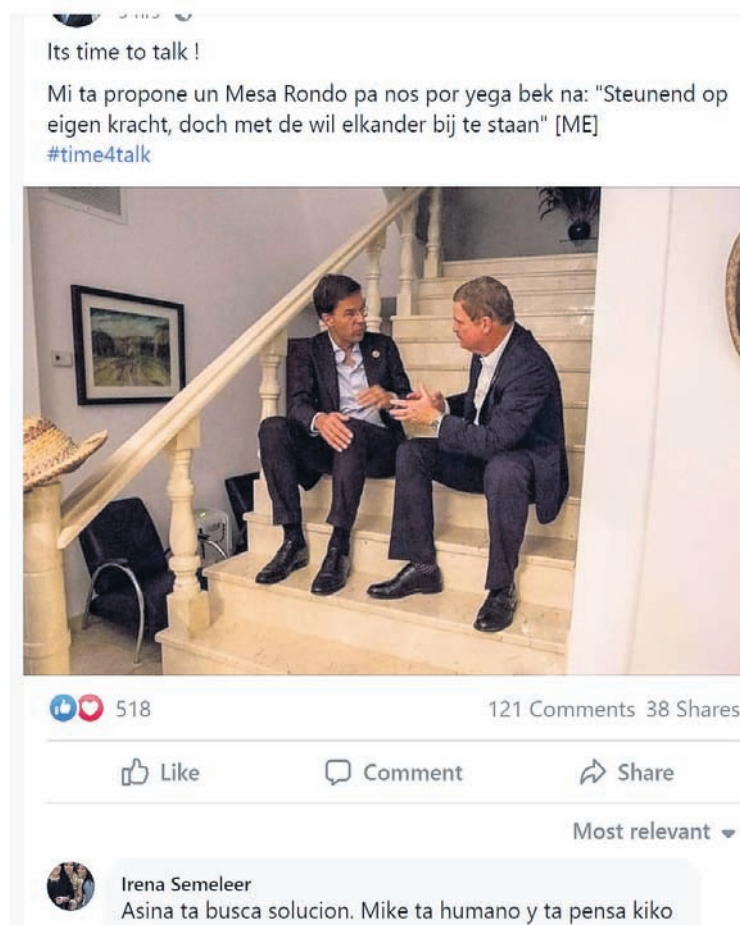 Its time to talk !
Mi ta propone un Mesa Rondo pa nos por yega bek na: "Steunend op
eigen kracht, doch met de wil elkander bij te staan" [ME]
#time4talk
518
121 Comments 38 Shares
Like
Comment
Share
Most relevant
Irena Semeleer
Asina ta busca solucion. Mike ta humano y ta pensa kiko